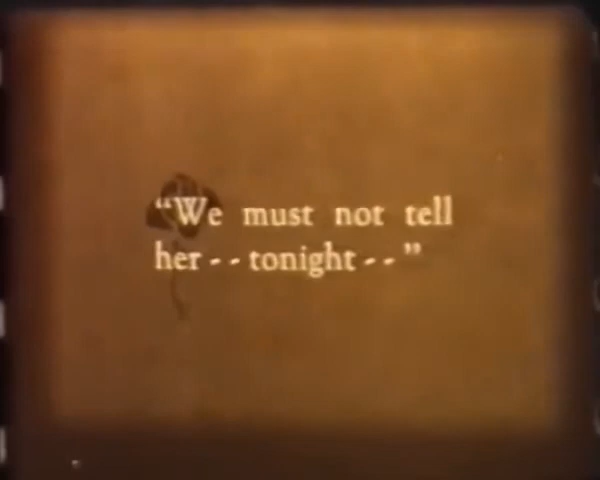 “We must not tell
her - - tonight - - ”